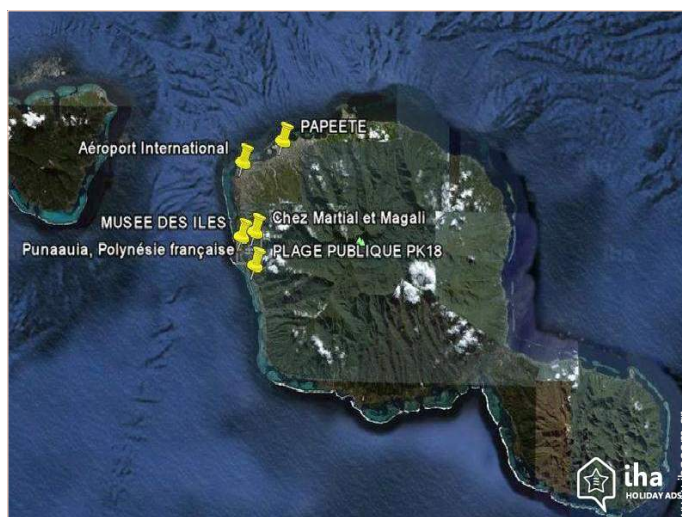 PAPEETE
Aéroport International
MUSEE DES ILES
Chez Martial et Magali
Punaauia, Polynésie française
PLAGE PUBLIQUE PK18
iha
HOLIDAY ADS